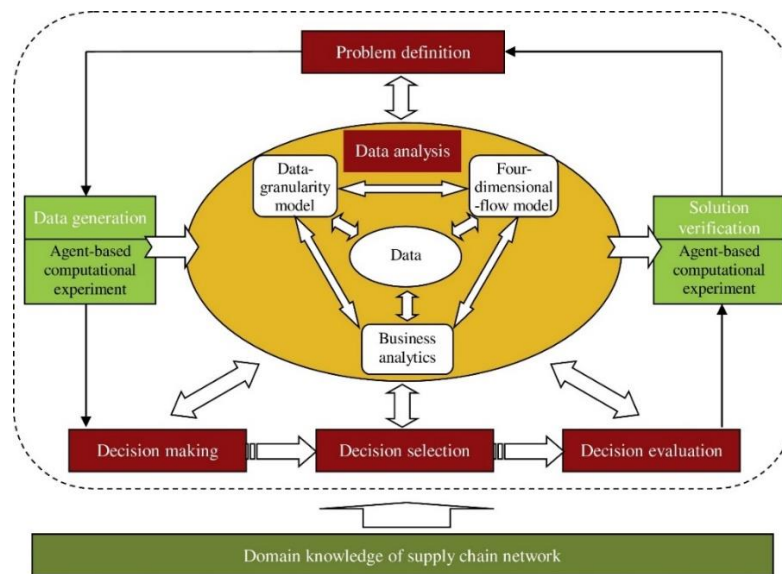 Problem definition
Data analysis
Data-
granularity
model
Four-
dimensional
-flow model
Data generation
Agent-based
computational
experiment
Data
Solution
verification
Agent-based
computational
experiment
Business
analytics
Decision making
Decision selection
Decision evaluation
Domain knowledge of supply chain network